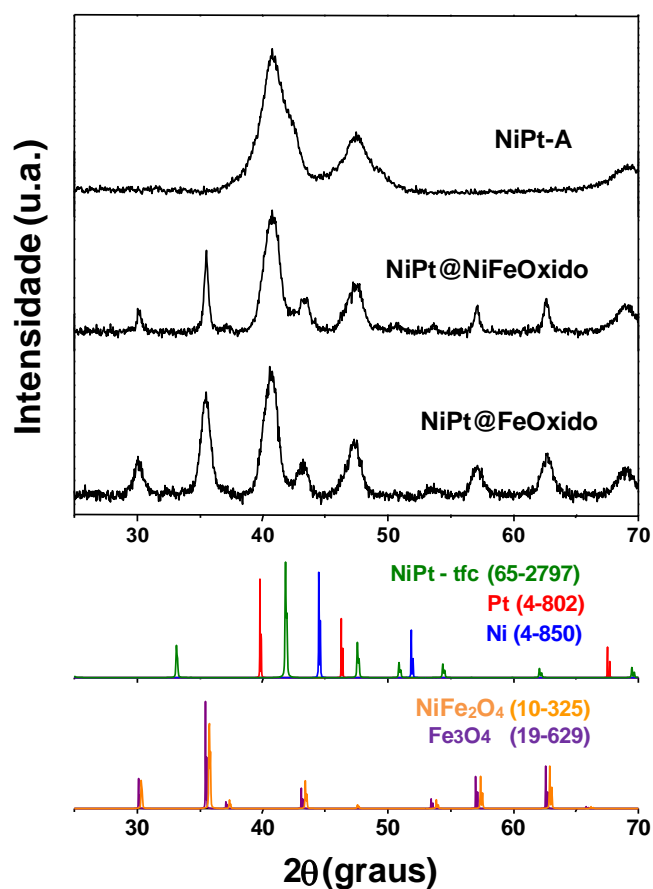 Intensidade (u.a.)
NiPt-A
NiPt@NiFeOxido
NiPt@FeOxido
30 40 50 60 70
NiPt - tfc (65-2797)
Pt (4-802)
Ni (4-850)
NiFe₂O₄ (10-325)
Fe₃O₄ (19-629)
30 40 50 60 70
2θ (graus)